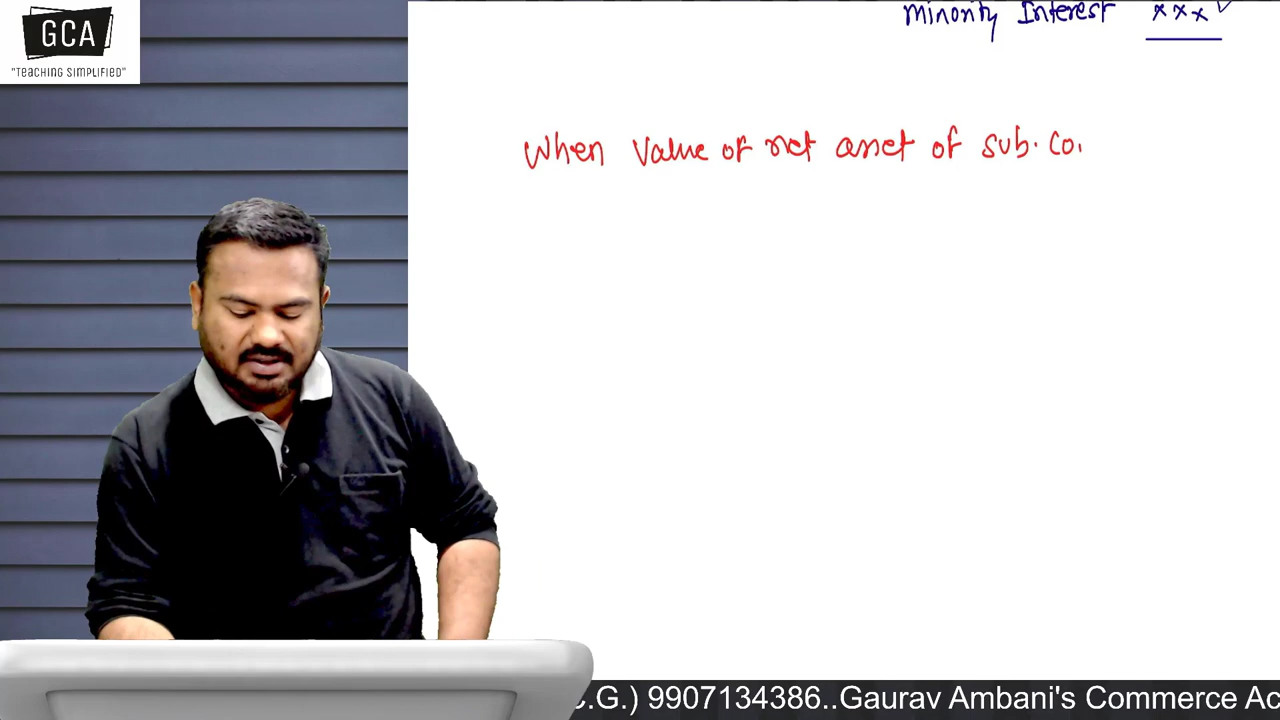 GCA
"TEACHING SIMPLIFIED"
Minority Interest xxx ✓
When Value of net asset of sub. co.
C.G.) 9907134386..Gaurav Ambani's Commerce Ac